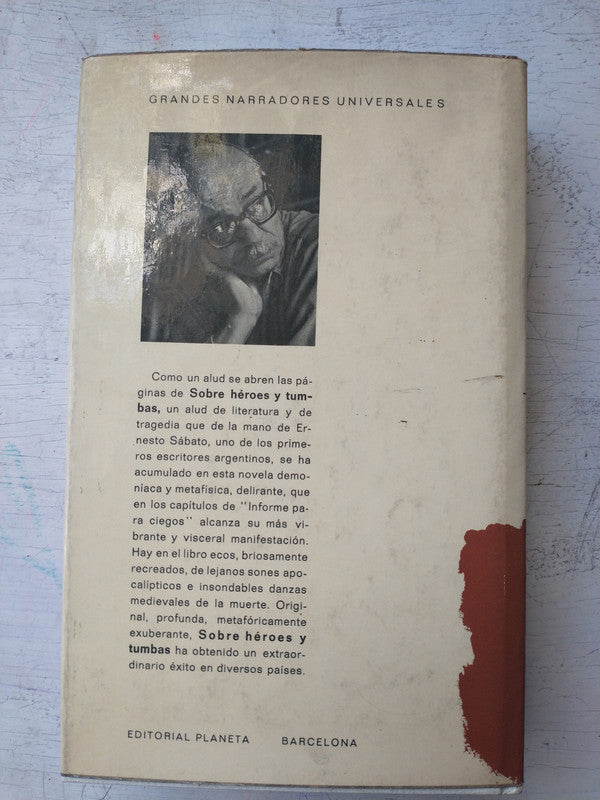 GRANDES NARRADORES UNIVERSALES
Como un alud se abren las pá-
ginas de Sobre héroes y tum-
bas, un alud de literatura y de
tragedia que de la mano de Er-
nesto Sábato, uno de los prime-
ros escritores argentinos, se ha
acumulado en esta novela demo-
níaca y metafísica, delirante, que
en los capítulos de "Informe pa-
ra ciegos" alcanza su más vi-
brante y visceral manifestación.
Hay en el libro ecos, briosamente
recreados, de lejanos sones apo-
calípticos e insondables danzas
medievales de la muerte. Origi-
nal, profunda, metafóricamente
exuberante, Sobre héroes y
tumbas ha obtenido un extraor-
dinario éxito en diversos países.
EDITORIAL PLANETA BARCELONA